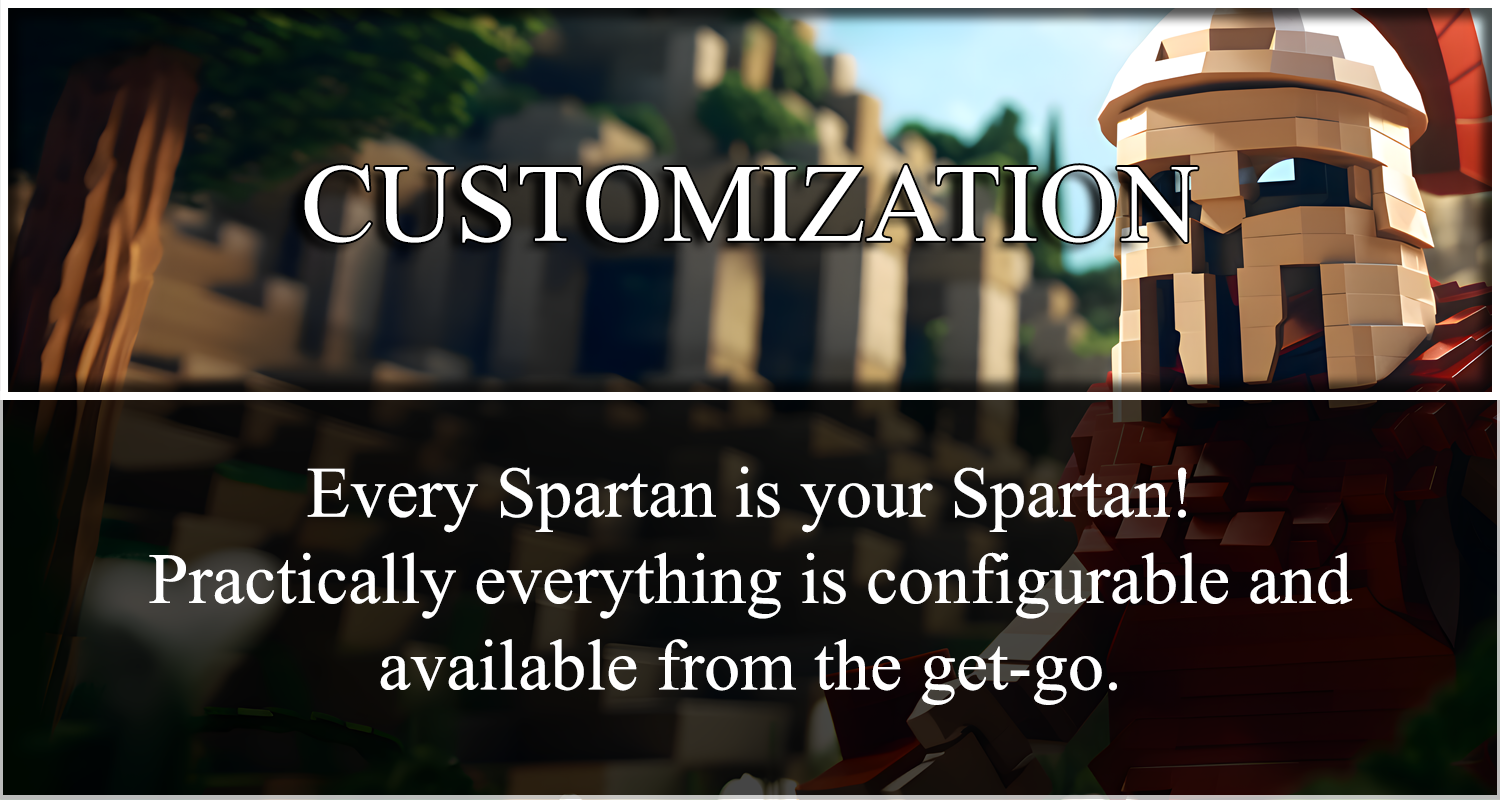 CUSTOMIZATION
Every Spartan is your Spartan!
Practically everything is configurable and
available from the get-go.